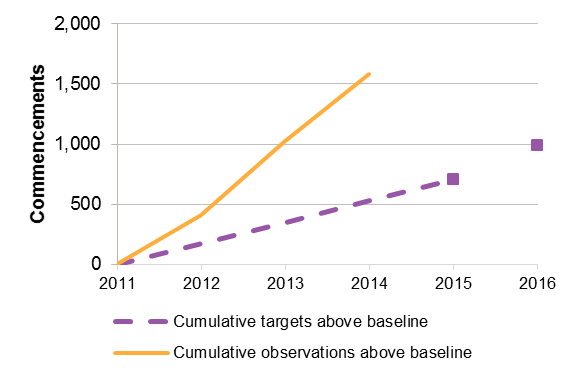 2,000
1,500
1,000
500
0
Commencements
2011 2012 2013 2014 2015 2016
Cumulative targets above baseline
Cumulative observations above baseline